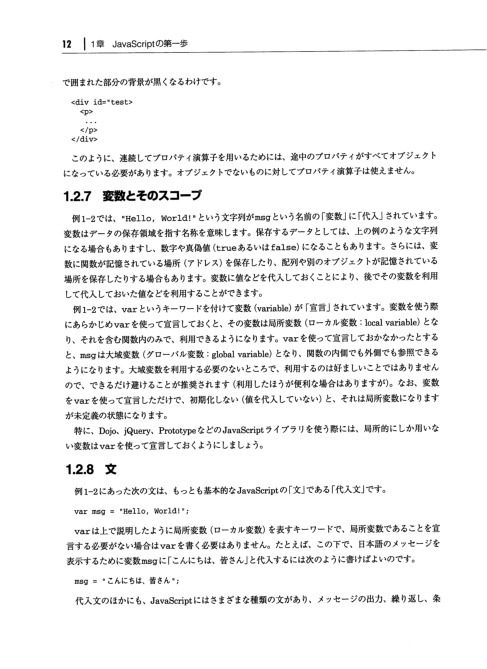 12 1章 JavaScriptの第一歩
で囲まれた部分の背景が黒くなるわけです。
<div id="test>
<p>
...
</p>
</div>
このように、連続してプロパティ演算子を用いるためには、途中のプロパティがすべてオブジェクト
になっている必要があります。オブジェクトでないものに対してプロパティ演算子は使えません。
1.2.7 変数とそのスコープ
例1-2では、"Hello, World!"という文字列がmsgという名前の「変数」に「代入」されています。
変数はデータの保存領域を指す名称を意味します。保存するデータとしては、上の例のような文字列
になる場合もありますし、数字や真偽値(trueあるいはfalse)になることもあります。さらには、変
数に関数が記憶されている場所(アドレス)を保存したり、配列や別のオブジェクトが記憶されている
場所を保存したりする場合もあります。変数に値などを代入しておくことにより、後でその変数を利用
して代入しておいた値などを利用することができます。
例1-2では、varというキーワードを付けて変数(variable)が「宣言」されています。変数を使う際
にあらかじめvarを使って宣言しておくと、その変数は局所変数(ローカル変数：local variable)とな
り、それを含む関数内のみで、利用できるようになります。varを使って宣言しておかなかったとする
と、msgは大域変数(グローバル変数：global variable)となり、関数の内側でも外側でも参照できる
ようになります。大域変数を利用する必要のないところで、利用するのは好ましいことではありません
ので、できるだけ避けることが推奨されます(利用したほうが便利な場合はありますが)。なお、変数
をvarを使って宣言しただけで、初期化しない(値を代入していない)と、それは局所変数になります
が未定義の状態になります。
特に、Dojo、jQuery、PrototypeなどのJavaScriptライブラリを使う際には、局所的にしか用いな
い変数はvarを使って宣言しておくようにしましょう。
1.2.8 文
例1-2にあった次の文は、もっとも基本的なJavaScriptの「文」である「代入文」です。
var msg = "Hello, World!";
varは上で説明したように局所変数(ローカル変数)を表すキーワードで、局所変数であることを宣
言する必要がない場合はvarを書く必要はありません。たとえば、この下で、日本語のメッセージを
表示するために変数msgに「こんにちは、皆さん」と代入するには次のように書けばよいのです。
msg = "こんにちは、皆さん";
代入文のほかにも、JavaScriptにはさまざまな種類の文があり、メッセージの出力、繰り返し、条